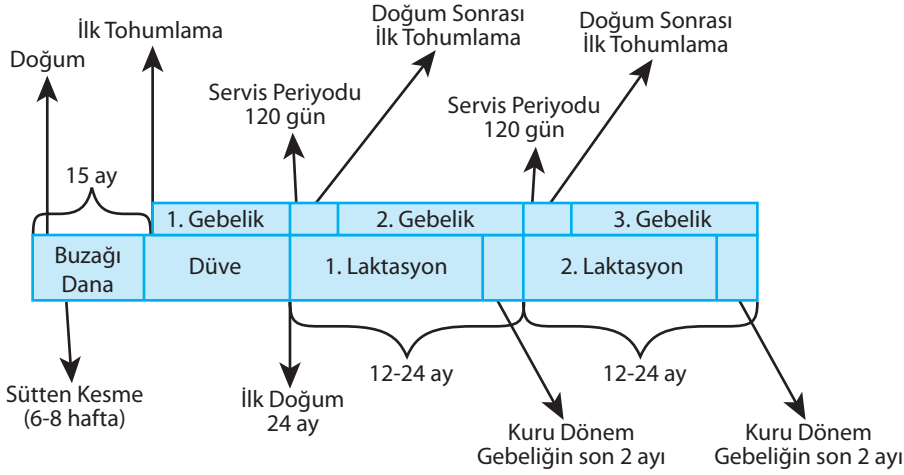 Doğum
İlk Tohumlama
Servis Periyodu
120 gün
Doğum Sonrası
İlk Tohumlama
Servis Periyodu
120 gün
Doğum Sonrası
İlk Tohumlama
15 ay
1. Gebelik
2. Gebelik
3. Gebelik
Buzağı
Dana
Düve
1. Laktasyon
2. Laktasyon
12-24 ay
12-24 ay
Sütten Kesme
(6-8 hafta)
İlk Doğum
24 ay
Kuru Dönem
Gebeliğin son 2 ayı
Kuru Dönem
Gebeliğin son 2 ayı